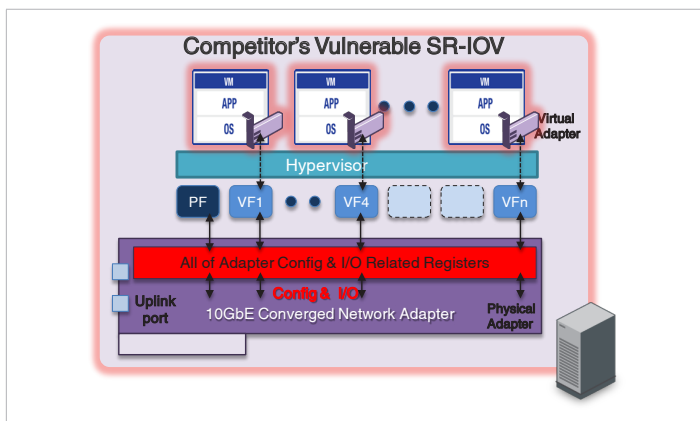 Competitor's Vulnerable SR-IOV
VM VM VM
APP APP APP
OS OS OS
Virtual
Adapter
Hypervisor
PF VF1 VF4 VFn
All of Adapter Config & I/O Related Registers
Config & I/O
Uplink
port
10GbE Converged Network Adapter
Physical
Adapter